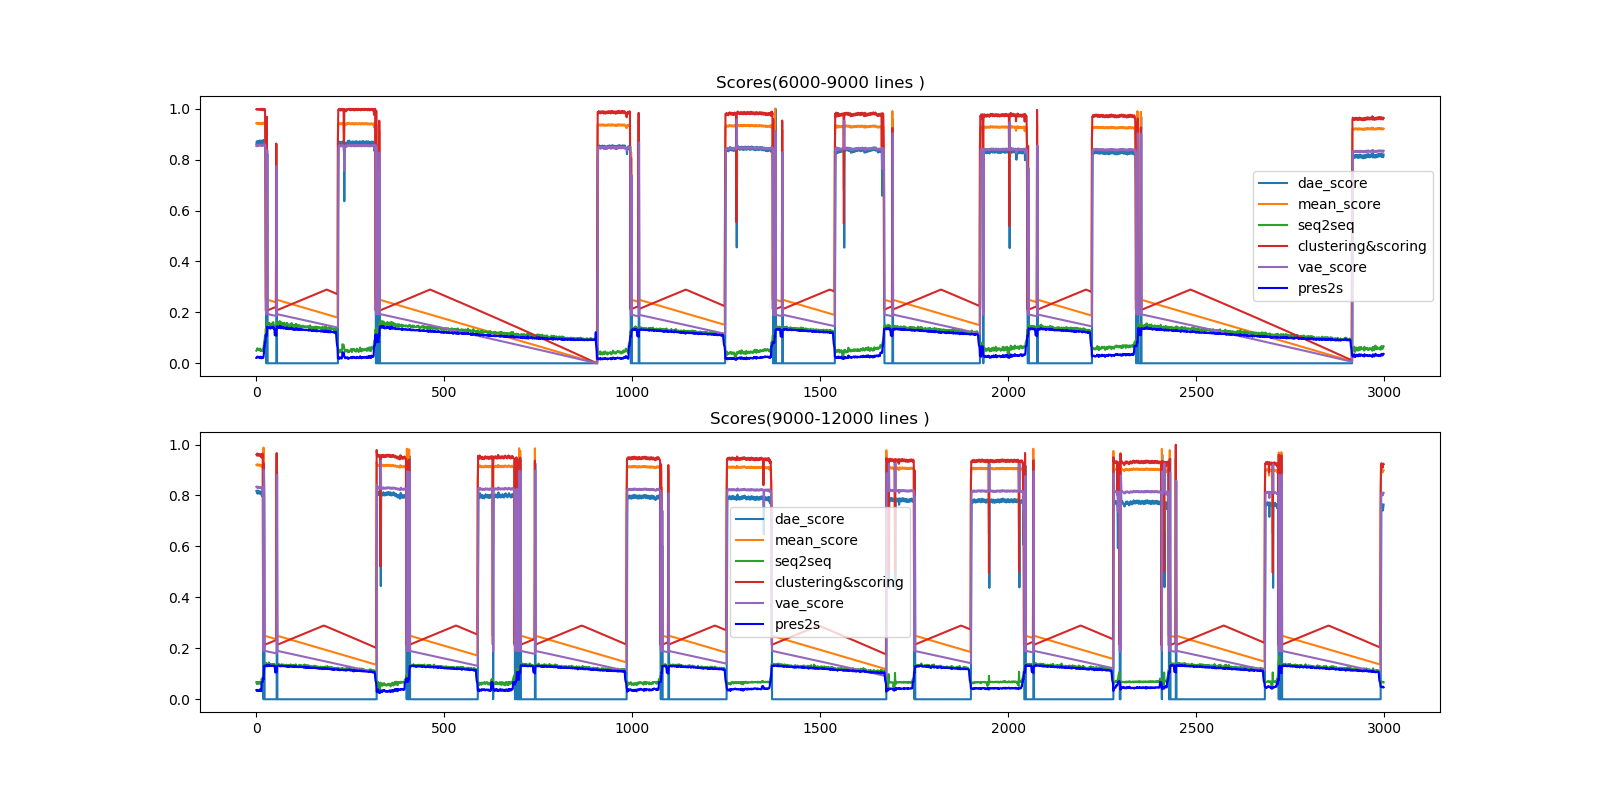 Scores(6000-9000 lines )
1.0
0.8
0.6
0.4
0.2
0.0
dae_score
mean_score
seq2seq
clustering&scoring
vae_score
pres2s
0 500 1000 1500 2000 2500 3000
Scores(9000-12000 lines )
1.0
0.8
0.6
0.4
0.2
0.0
dae_score
mean_score
seq2seq
clustering&scoring
vae_score
pres2s
0 500 1000 1500 2000 2500 3000